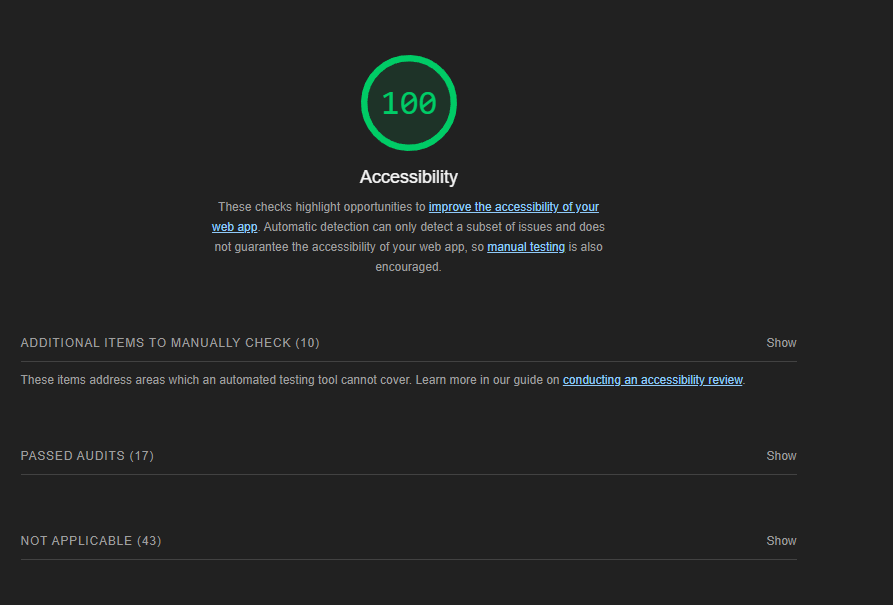 100
Accessibility
These checks highlight opportunities to improve the accessibility of your
web app. Automatic detection can only detect a subset of issues and does
not guarantee the accessibility of your web app, so manual testing is also
encouraged.
ADDITIONAL ITEMS TO MANUALLY CHECK (10) Show
These items address areas which an automated testing tool cannot cover. Learn more in our guide on conducting an accessibility review.
PASSED AUDITS (17) Show
NOT APPLICABLE (43) Show